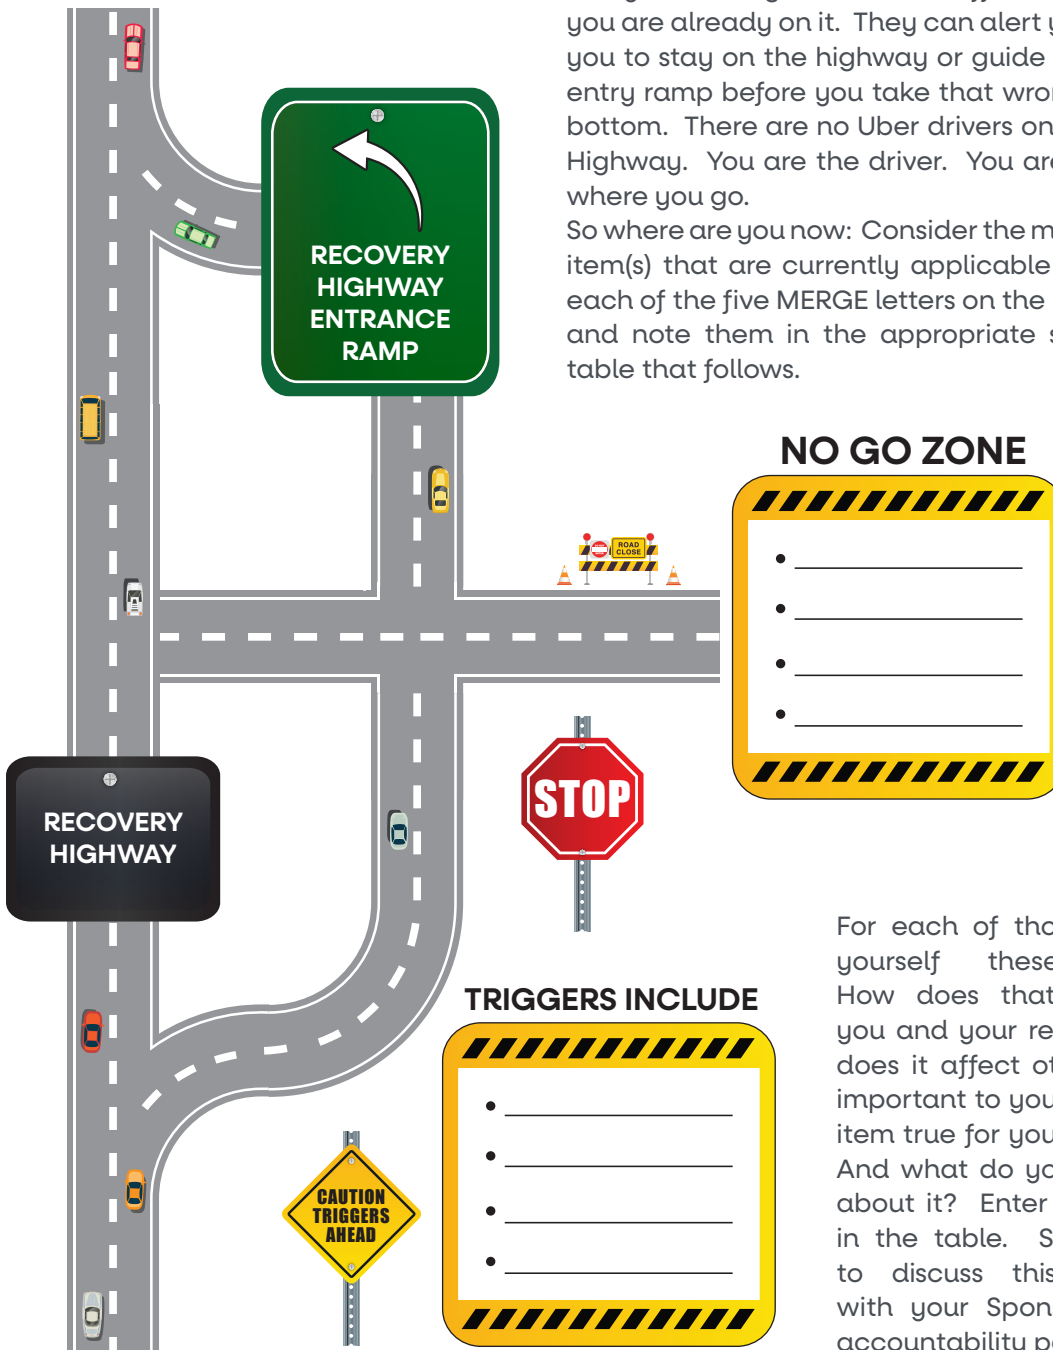 you are already on it. They can alert
you to stay on the highway or guide
entry ramp before you take that
bottom. There are no Uber drivers on
Highway. You are the driver. You are
where you go.
So where are you now: Consider the
item(s) that are currently applicable
each of the five MERGE letters on the
and note them in the appropriate
table that follows.
RECOVERY
HIGHWAY
ENTRANCE
RAMP
NO GO ZONE
ROAD
CLOSE
STOP
RECOVERY
HIGHWAY
TRIGGERS INCLUDE
CAUTION
TRIGGERS
AHEAD
For each of
yourself these
How does that
you and your
does it affect
important to you
item true for you
And what do
about it? Enter
in the table.
to discuss this
with your
accountability